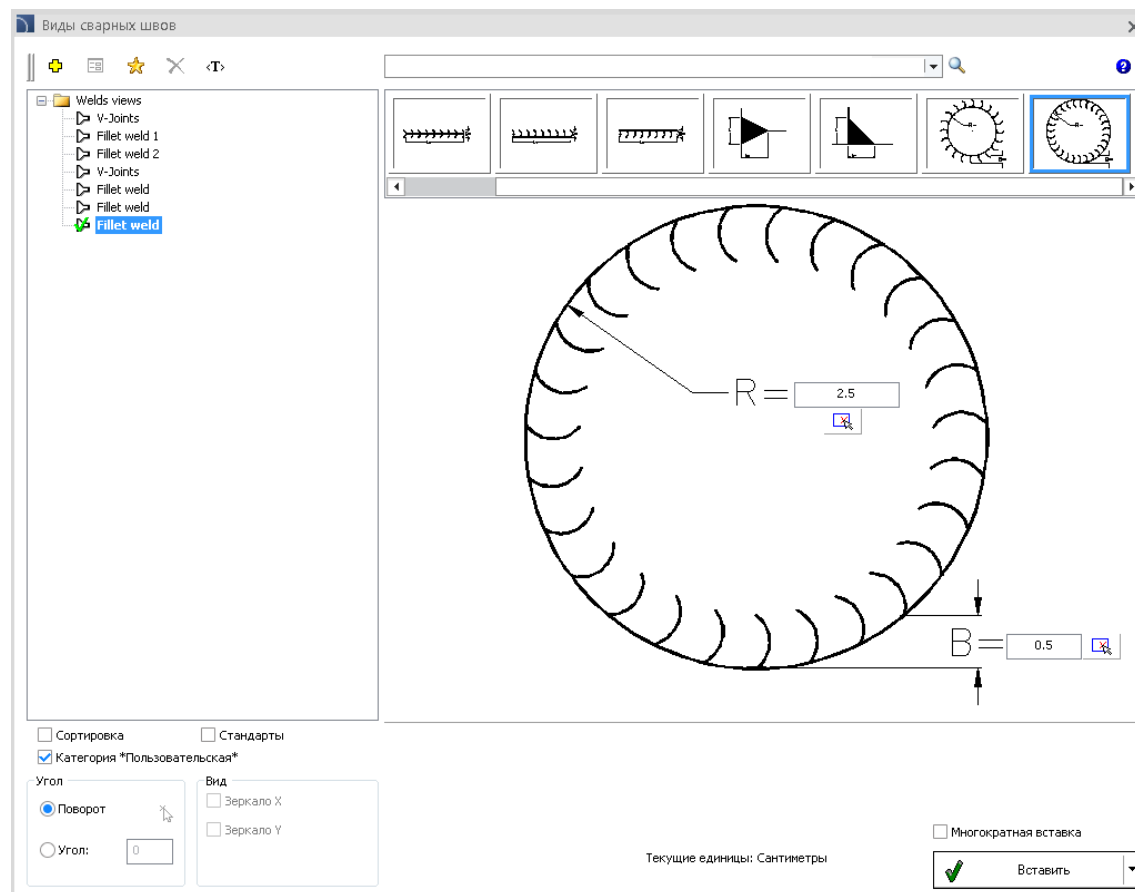 Виды сварных швов
<T>
Welds views
V-Joints
Fillet weld 1
Fillet weld 2
V-Joints
Fillet weld
Fillet weld
Fillet weld
R= 2.5
B= 0.5
Сортировка
Стандарты
Категория *Пользовательская*
Угол
Поворот
Угол: 0
Вид
Зеркало X
Зеркало Y
Текущие единицы: Сантиметры
Многократная вставка
Вставить